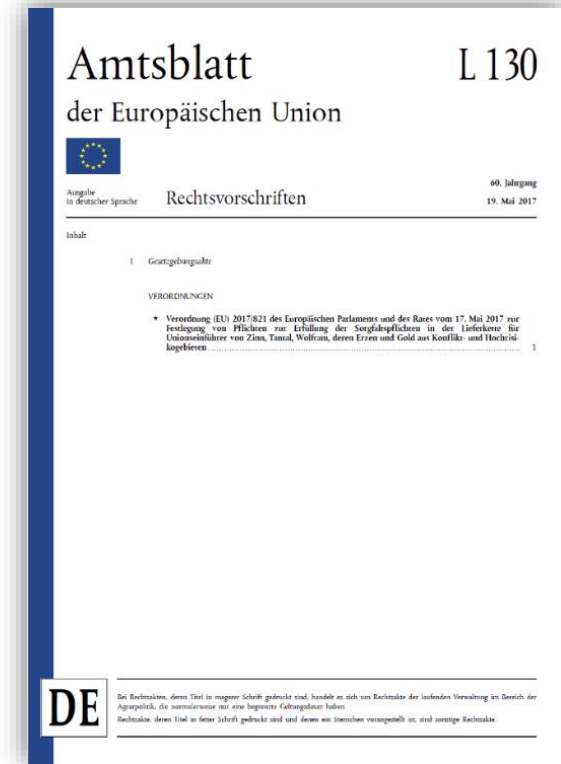 Amtsblatt
L 130
der Europäischen Union
Ausgabe
in deutscher Sprache
Rechtsvorschriften
60. Jahrgang
19. Mai 2017
Inhalt
I Gesetzgebungsakte
VERORDNUNGEN
★ Verordnung (EU) 2017/821 des Europäischen Parlaments und des Rates vom 17. Mai 2017 zur
Festlegung von Pflichten zur Erfüllung der Sorgfaltspflichten in der Lieferkette für
Unionseinführer von Zinn, Tantal, Wolfram, deren Erzen und Gold aus Konflikt- und Hochrisi-
kogebieten 1
DE
Bei Rechtsakten, deren Titel in magerer Schrift gedruckt sind, handelt es sich um Rechtsakte der laufenden Verwaltung im Bereich der
Agrarpolitik, die normalerweise nur eine begrenzte Geltungsdauer haben.
Rechtsakte, deren Titel in fetter Schrift gedruckt sind und denen ein Sternchen vorangestellt ist, sind sonstige Rechtsakte.